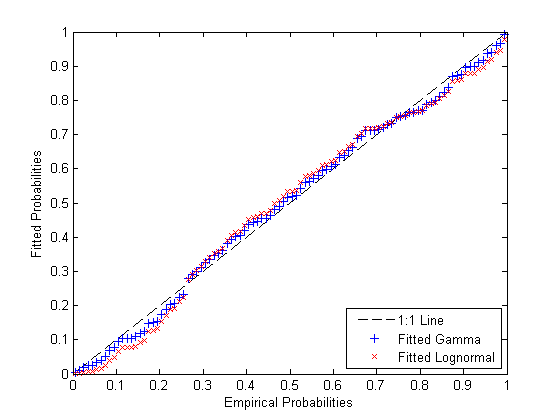 1
0.9
0.8
0.7
0.6
0.5
0.4
0.3
0.2
0.1
0
Fitted Probabilities
1:1 Line
Fitted Gamma
Fitted Lognormal
0 0.1 0.2 0.3 0.4 0.5 0.6 0.7 0.8 0.9 1
Empirical Probabilities